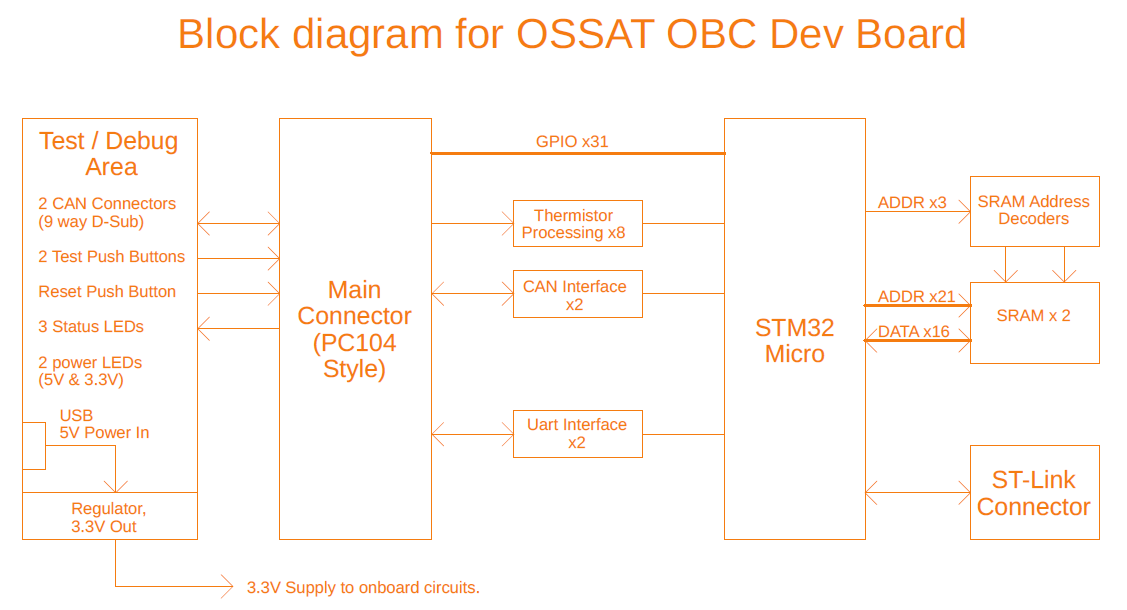 Block diagram for OSSAT OBC Dev Board
Test / Debug
Area
2 CAN Connectors
(9 way D-Sub)
2 Test Push Buttons
Reset Push Button
3 Status LEDs
2 power LEDs
(5V & 3.3V)
USB
5V Power In
Regulator,
3.3V Out
3.3V Supply to onboard circuits.
Main
Connector
(PC104
Style)
GPIO x31
Thermistor
Processing x8
CAN Interface
x2
Uart Interface
x2
STM32
Micro
ADDR x3
SRAM Address
Decoders
ADDR x21
DATA x16
SRAM x 2
ST-Link
Connector